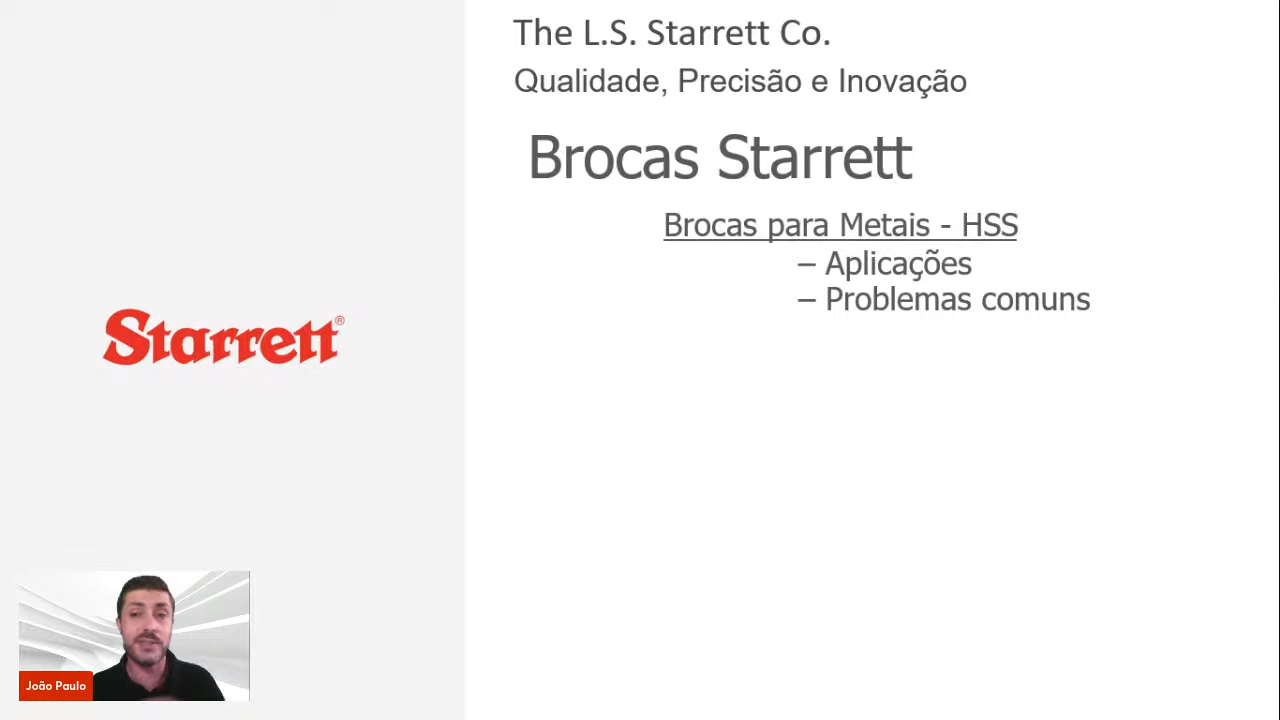 The L.S. Starrett Co.
Qualidade, Precisão e Inovação
Brocas Starrett
Brocas para Metais - HSS
– Aplicações
– Problemas comuns
Starrett®
João Paulo